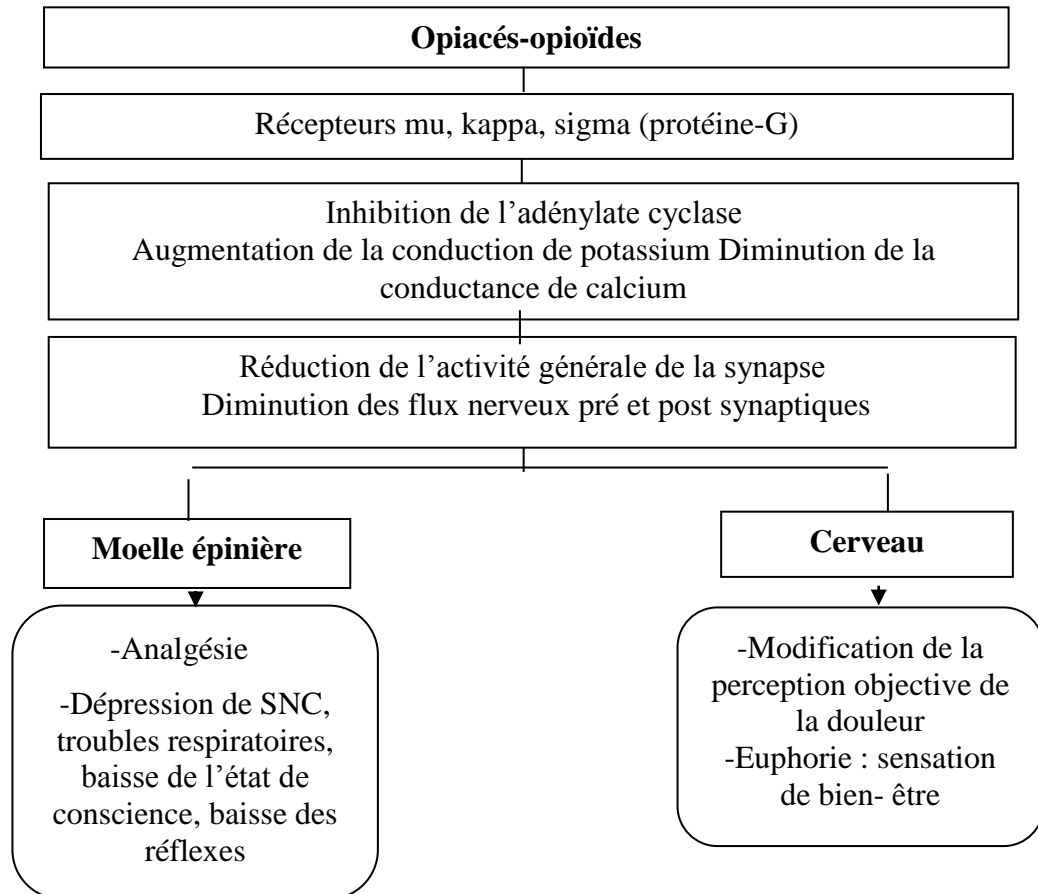 Opiacés-opioïdes
Récepteurs mu, kappa, sigma (protéine-G)
Inhibition de l’adénylate cyclase
Augmentation de la conduction de potassium Diminution de la
conductance de calcium
Réduction de l’activité générale de la synapse
Diminution des flux nerveux pré et post synaptiques
Moelle épinière
-Analgésie
-Dépression de SNC,
troubles respiratoires,
baisse de l’état de
conscience, baisse des
réflexes
Cerveau
-Modification de la
perception objective de
la douleur
-Euphorie : sensation
de bien- être